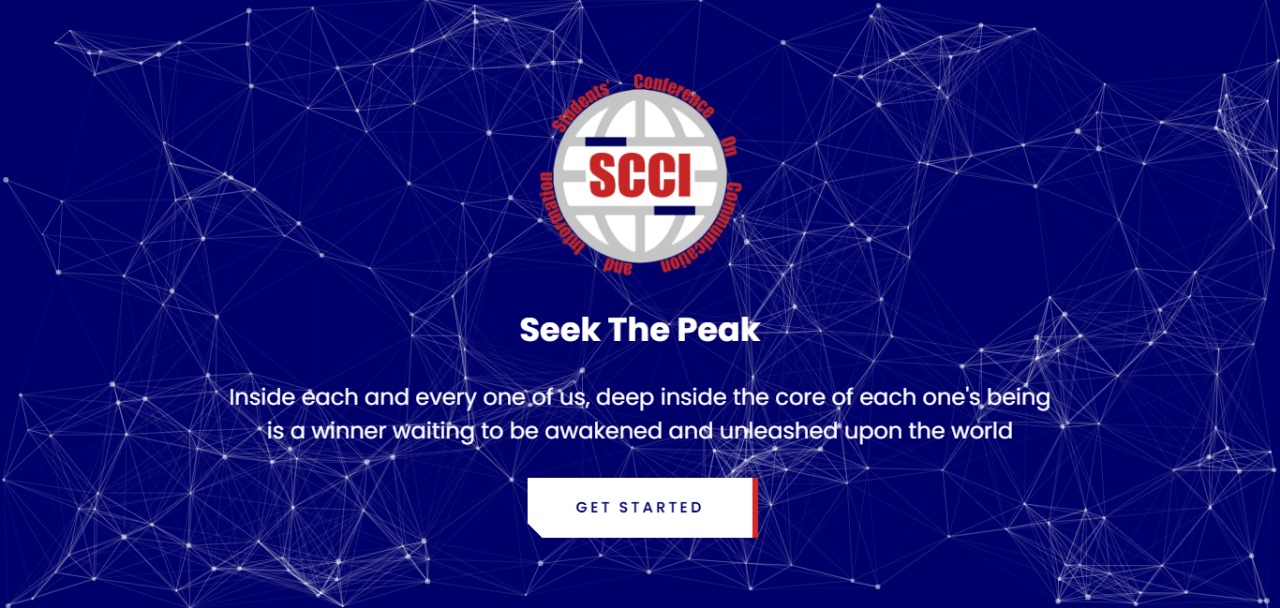 Students' Conference On Communication and Information
SCCI
Seek The Peak
Inside each and every one of us, deep inside the core of each one's being
is a winner waiting to be awakened and unleashed upon the world
GET STARTED